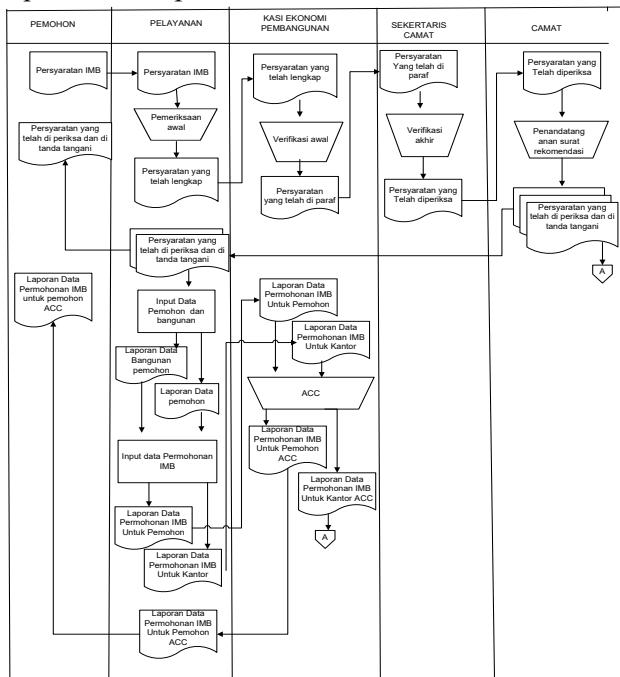 PEMOHON
PELAYANAN
KASI EKONOMI
PEMBANGUNAN
SEKERTARIS
CAMAT
CAMAT
Persyaratan IMB
Persyaratan IMB
Persyaratan yang
telah lengkap
Persyaratan
Yang telah di
paraf
Persyaratan yang
Telah diperiksa
Pemeriksaan
awal
Verifikasi awal
Verifikasi
akhir
Penandatang
anan surat
rekomendasi
Persyaratan yang
telah di periksa dan di
tanda tangani
Persyaratan yang
telah lengkap
Persyaratan
yang telah di paraf
Persyaratan yang
Telah diperiksa
Persyaratan yang
telah di periksa dan di
tanda tangani
Persyaratan yang
telah di periksa dan di
tanda tangani
A
Laporan Data
Permohonan IMB
untuk pemohon
ACC
Input Data
Pemohon dan
bangunan
Laporan Data
Permohonan IMB
Untuk Pemohon
Laporan Data
Permohonan IMB
Untuk Kantor
Laporan Data
Bangunan
pemohon
Laporan Data
pemohon
ACC
Input data Permohonan
IMB
Laporan Data
Permohonan IMB
Untuk Pemohon
ACC
Laporan Data
Permohonan IMB
Untuk Kantor ACC
A
Laporan Data
Permohonan IMB
Untuk Pemohon
Laporan Data
Permohonan IMB
Untuk Kantor
Laporan Data
Permohonan IMB
Untuk Pemohon
ACC